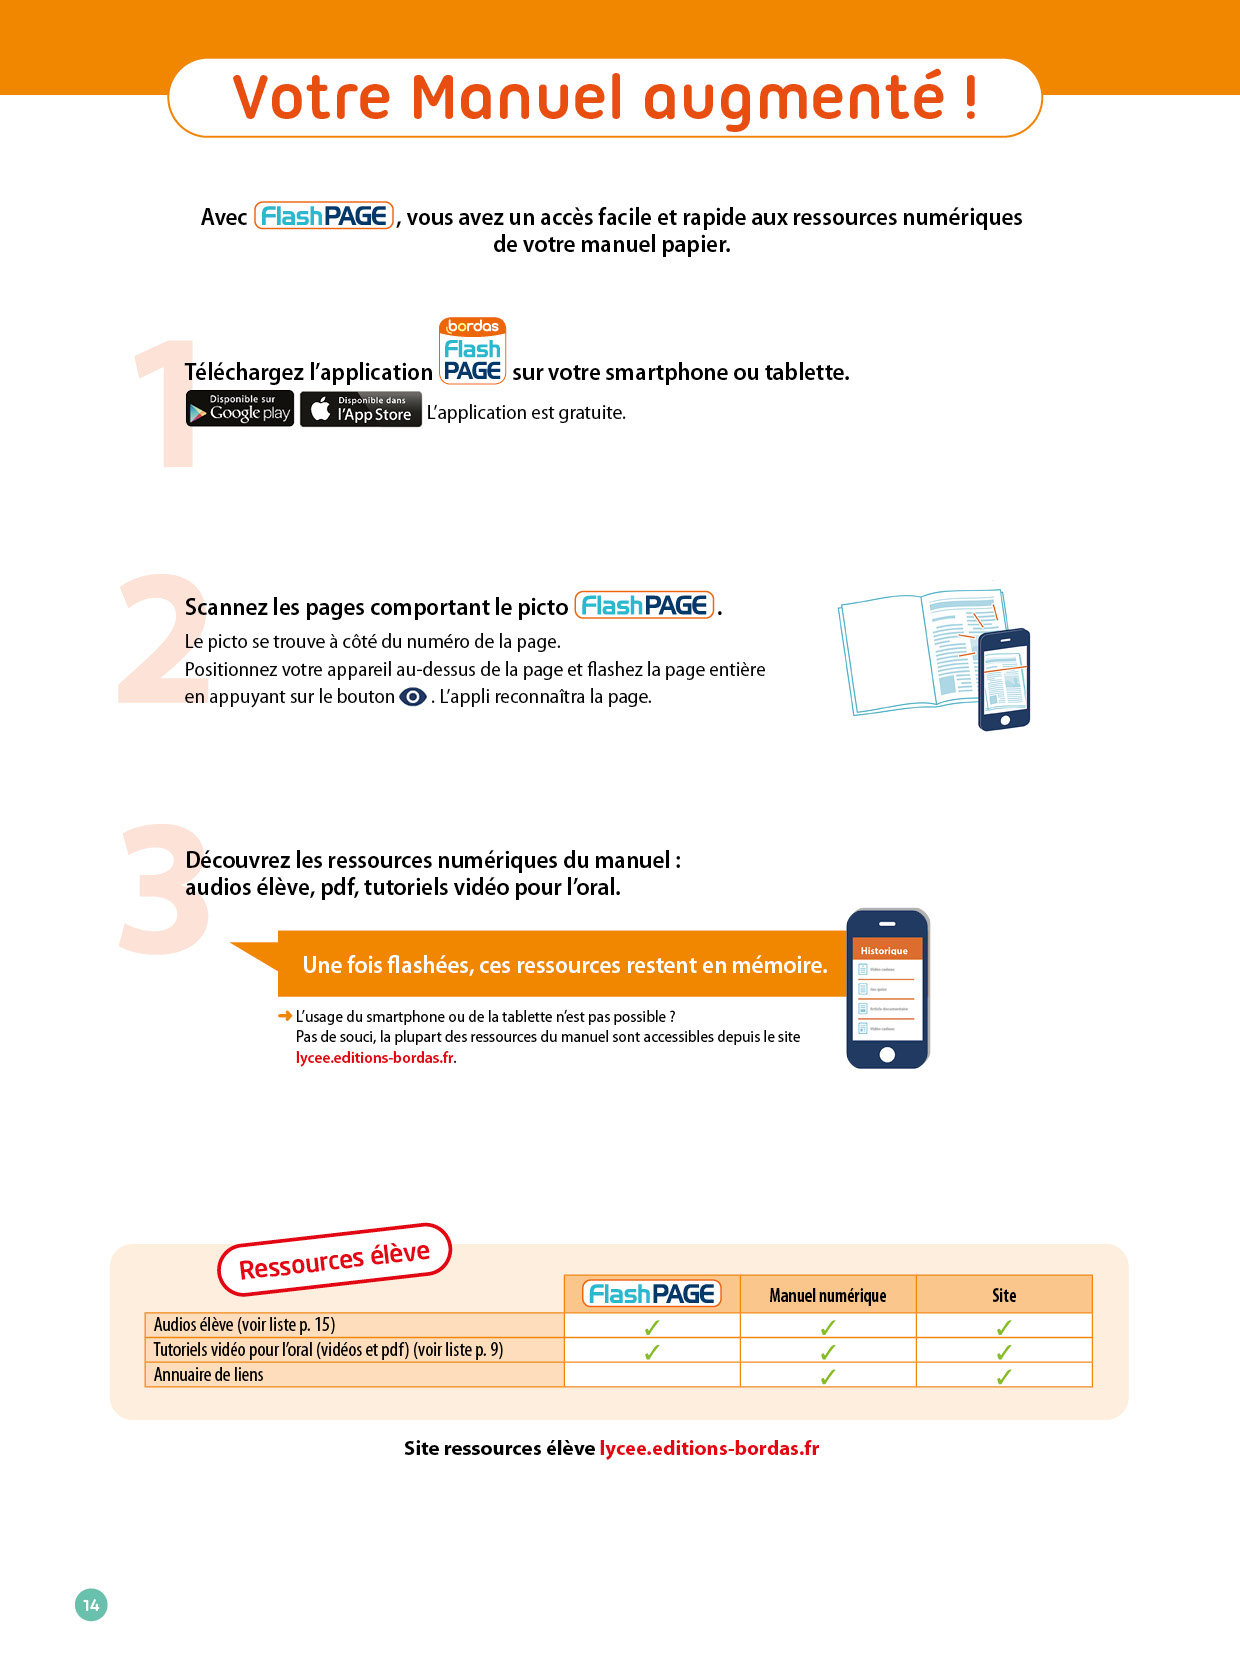 Votre Manuel augmenté !
Avec FlashPAGE, vous avez un accès facile et rapide aux ressources numériques
de votre manuel papier.
1
bordas
Flash
PAGE
Téléchargez l’application sur votre smartphone ou tablette.
Disponible sur
Google play
Disponible dans
l’App Store
L’application est gratuite.
2
Scannez les pages comportant le picto FlashPAGE.
Le picto se trouve à côté du numéro de la page.
Positionnez votre appareil au-dessus de la page et flashez la page entière
en appuyant sur le bouton . L’appli reconnaîtra la page.
3
Découvrez les ressources numériques du manuel :
audios élève, pdf, tutoriels vidéo pour l’oral.
Une fois flashées, ces ressources restent en mémoire.
Historique
➜ L’usage du smartphone ou de la tablette n’est pas possible ?
Pas de souci, la plupart des ressources du manuel sont accessibles depuis le site
lycee.editions-bordas.fr.
Ressources élève
FlashPAGE Manuel numérique Site
Audios élève (voir liste p. 15) ✓ ✓ ✓
Tutoriels vidéo pour l’oral (vidéos et pdf) (voir liste p. 9) ✓ ✓ ✓
Annuaire de liens ✓ ✓
Site ressources élève lycee.editions-bordas.fr
14